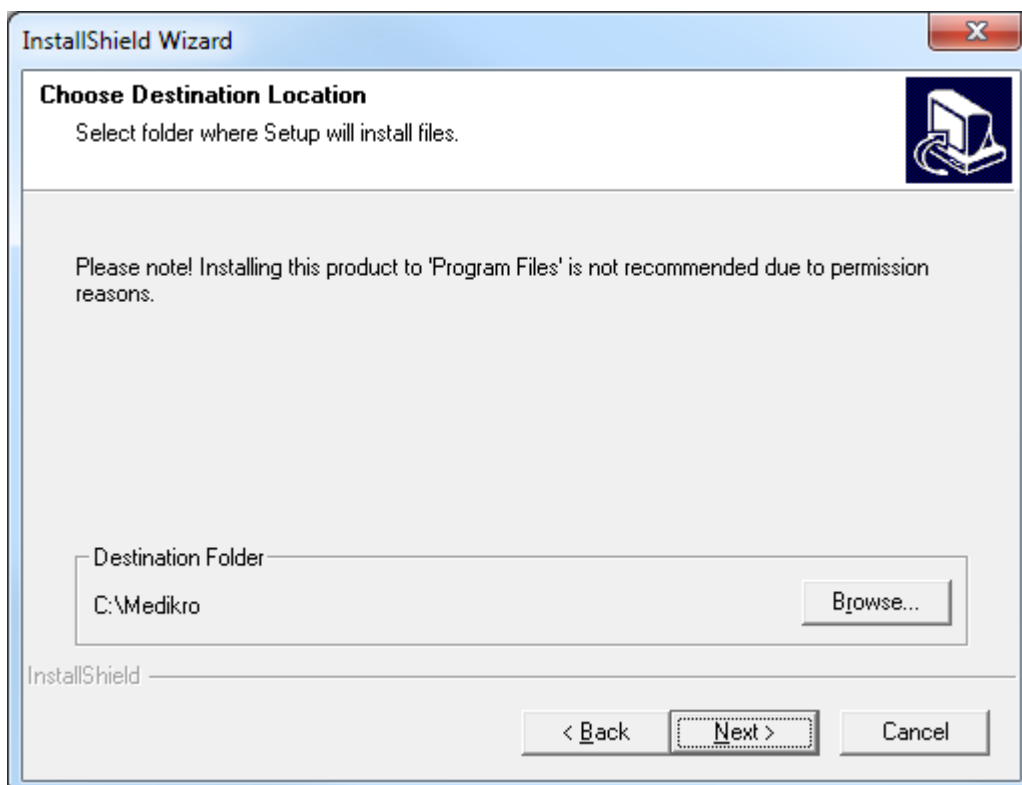 InstallShield Wizard
Choose Destination Location
Select folder where Setup will install files.
Please note! Installing this product to 'Program Files' is not recommended due to permission
reasons.
Destination Folder
C:\Medikro
Browse...
InstallShield
< Back
Next >
Cancel